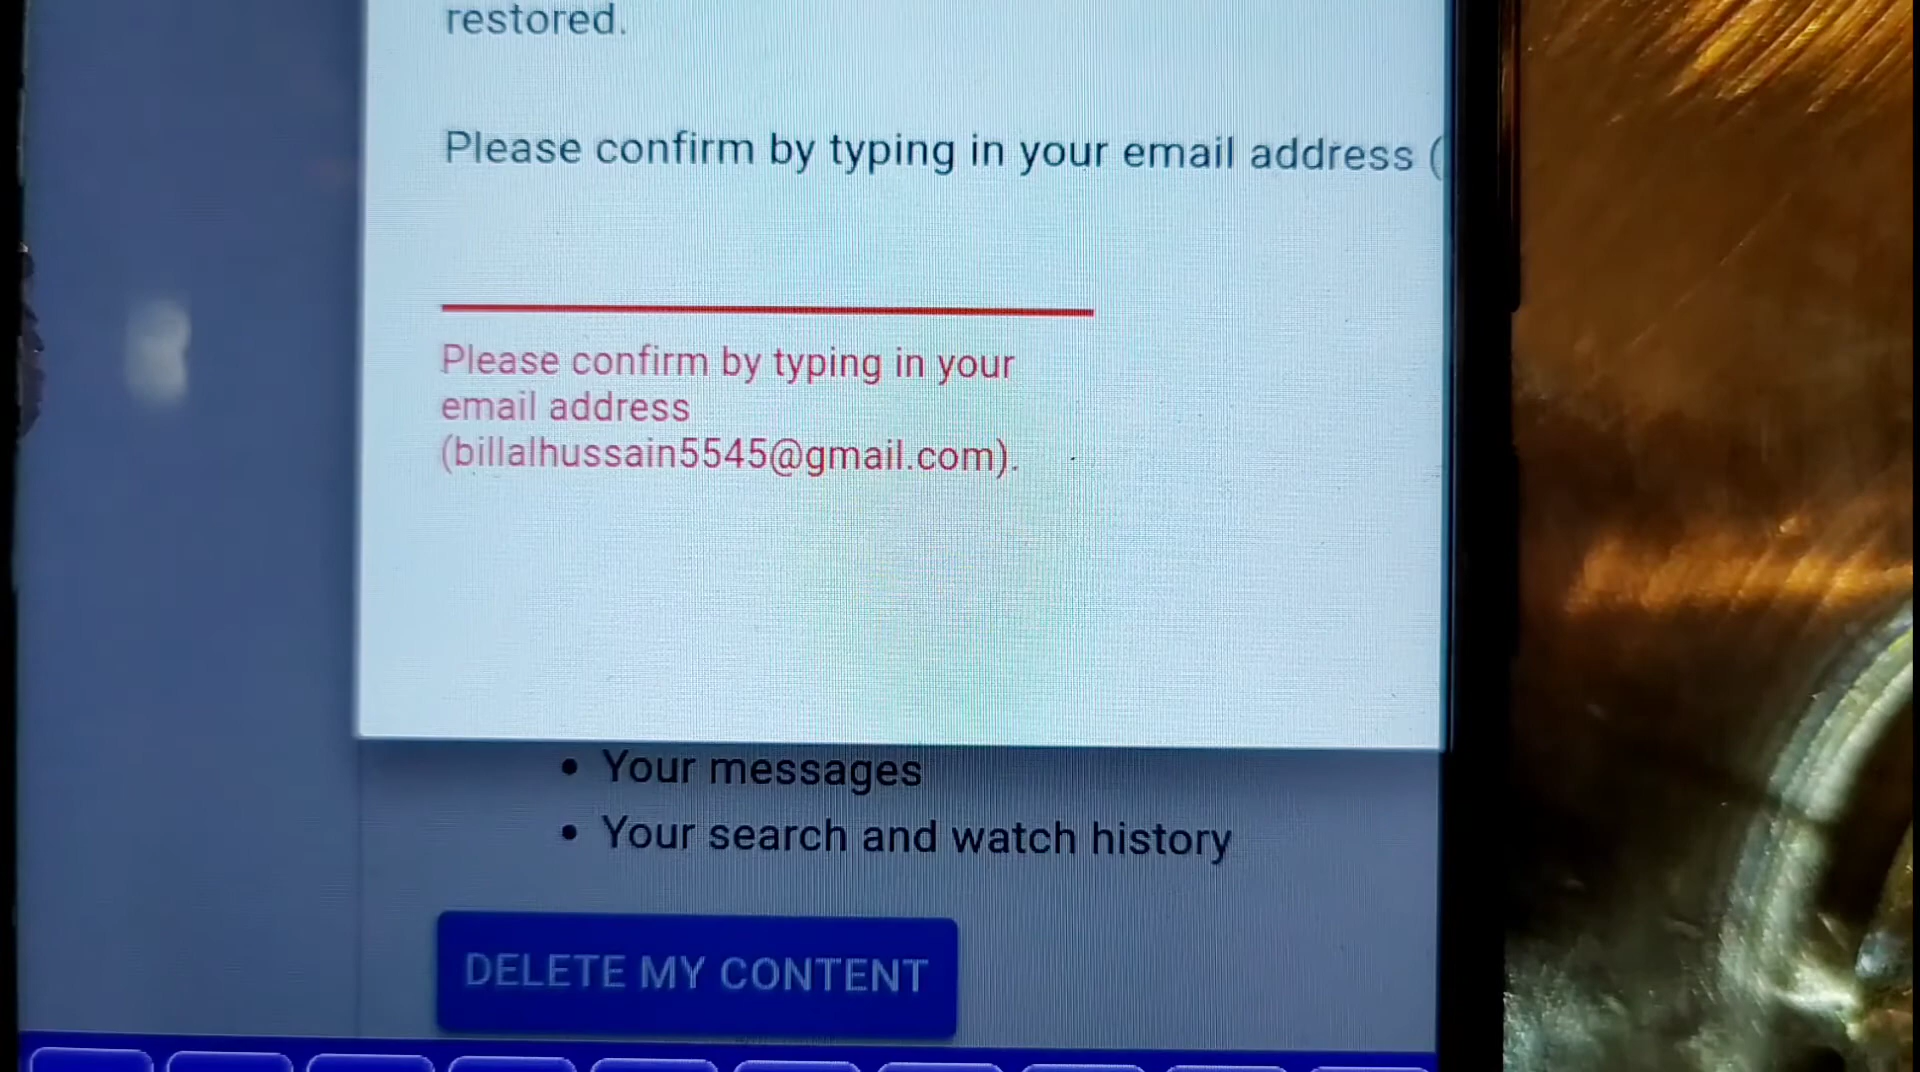 restored.
Please confirm by typing in your email address (
Please confirm by typing in your
email address
(billalhussain5545@gmail.com).
• Your messages
• Your search and watch history
DELETE MY CONTENT